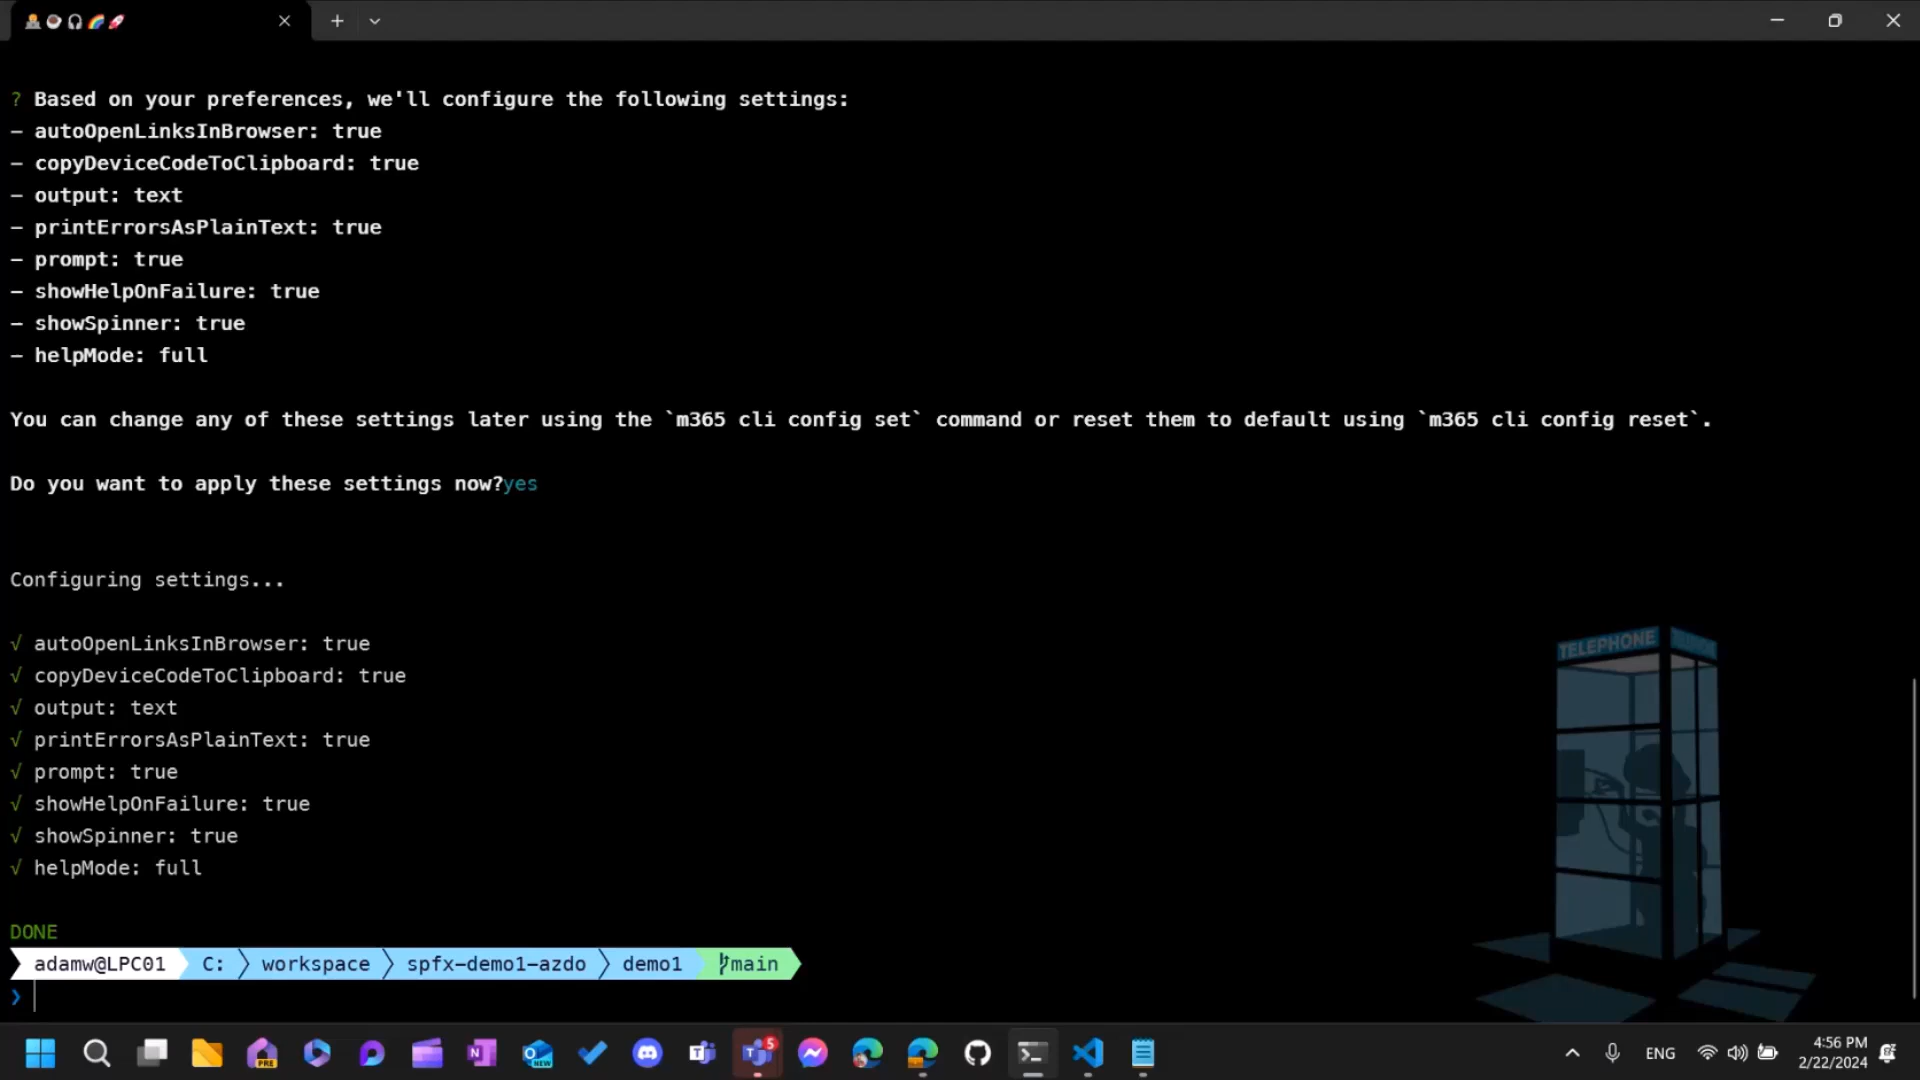 ? Based on your preferences, we'll configure the following settings:
– autoOpenLinksInBrowser: true
– copyDeviceCodeToClipboard: true
– output: text
– printErrorsAsPlainText: true
– prompt: true
– showHelpOnFailure: true
– showSpinner: true
– helpMode: full
You can change any of these settings later using the `m365 cli config set` command or reset them to default using `m365 cli config reset`.
Do you want to apply these settings now?yes
Configuring settings...
√ autoOpenLinksInBrowser: true
√ copyDeviceCodeToClipboard: true
√ output: text
√ printErrorsAsPlainText: true
√ prompt: true
√ showHelpOnFailure: true
√ showSpinner: true
√ helpMode: full
TELEPHONE
DONE
adamw@LPC01 C: workspace spfx-demo1-azdo demo1 main
❯
PRE
N
NEW
T
5
ENG
4:56 PM
2/22/2024